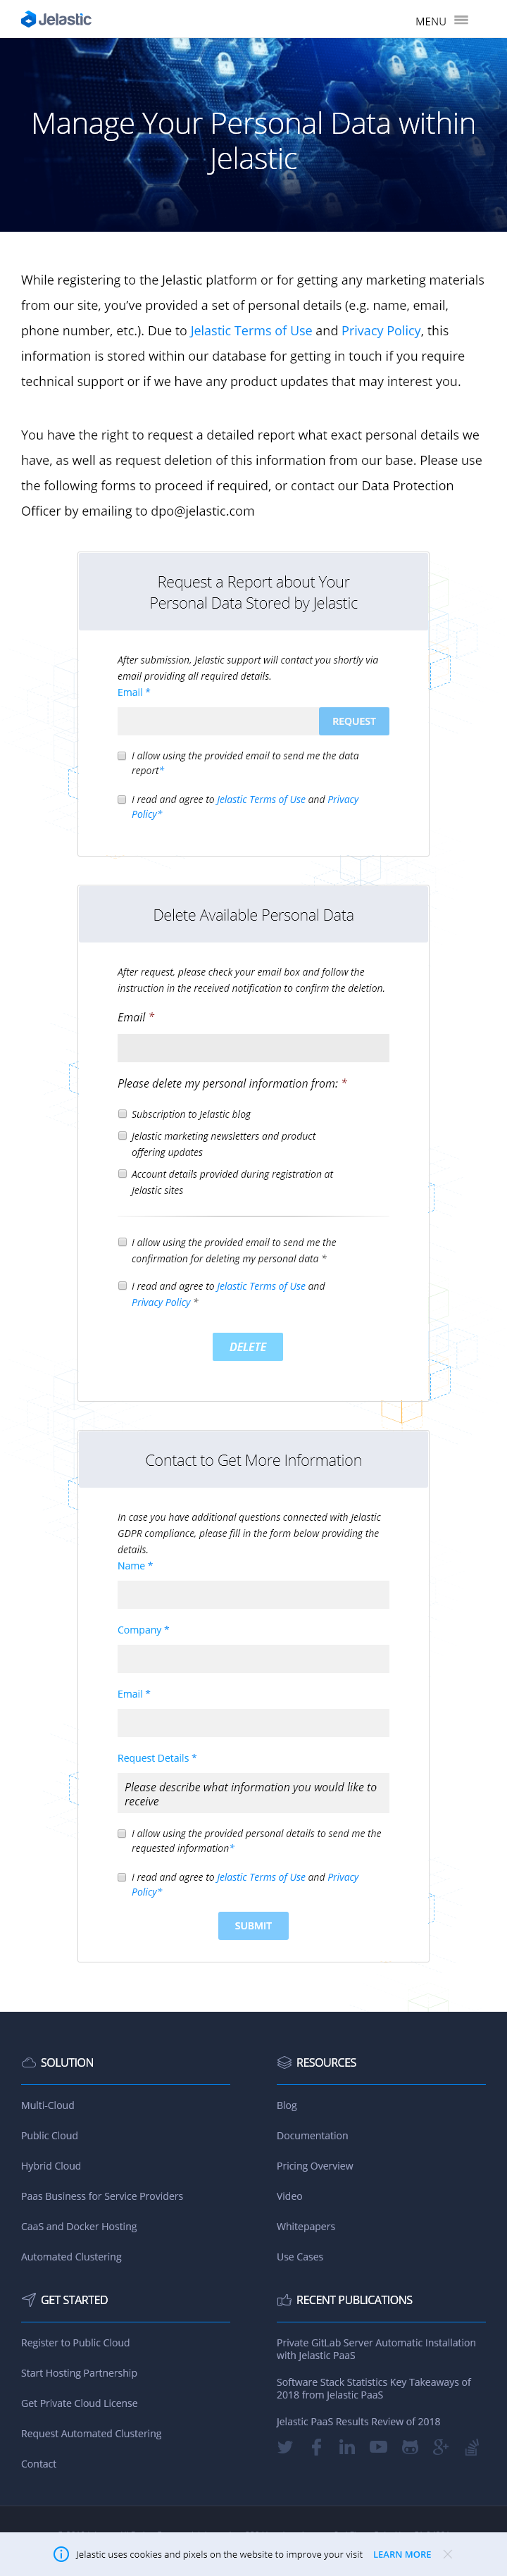 Jelastic
MENU
Manage Your Personal Data within
Jelastic
While registering to the Jelastic platform or for getting any marketing materials
from our site, you've provided a set of personal details (e.g. name, email,
phone number, etc.). Due to Jelastic Terms of Use and Privacy Policy, this
information is stored within our database for getting in touch if you require
technical support or if we have any product updates that may interest you.
You have the right to request a detailed report what exact personal details we
have, as well as request deletion of this information from our base. Please use
the following forms to proceed if required, or contact our Data Protection
Officer by emailing to dpo@jelastic.com
Request a Report about Your
Personal Data Stored by Jelastic
After submission, Jelastic support will contact you shortly via
email providing all required details.
Email *
REQUEST
I allow using the provided email to send me the data
report*
I read and agree to Jelastic Terms of Use and Privacy
Policy*
Delete Available Personal Data
After request, please check your email box and follow the
instruction in the received notification to confirm the deletion.
Email *
Please delete my personal information from: *
Subscription to Jelastic blog
Jelastic marketing newsletters and product
offering updates
Account details provided during registration at
Jelastic sites
I allow using the provided email to send me the
confirmation for deleting my personal data *
I read and agree to Jelastic Terms of Use and
Privacy Policy *
DELETE
Contact to Get More Information
In case you have additional questions connected with Jelastic
GDPR compliance, please fill in the form below providing the
details.
Name *
Company *
Email *
Request Details *
Please describe what information you would like to
receive
I allow using the provided personal details to send me the
requested information*
I read and agree to Jelastic Terms of Use and Privacy
Policy*
SUBMIT
SOLUTION
Multi-Cloud
Public Cloud
Hybrid Cloud
Paas Business for Service Providers
CaaS and Docker Hosting
Automated Clustering
RESOURCES
Blog
Documentation
Pricing Overview
Video
Whitepapers
Use Cases
GET STARTED
Register to Public Cloud
Start Hosting Partnership
Get Private Cloud License
Request Automated Clustering
Contact
RECENT PUBLICATIONS
Private GitLab Server Automatic Installation
with Jelastic PaaS
Software Stack Statistics Key Takeaways of
2018 from Jelastic PaaS
Jelastic PaaS Results Review of 2018
Jelastic uses cookies and pixels on the website to improve your visit LEARN MORE